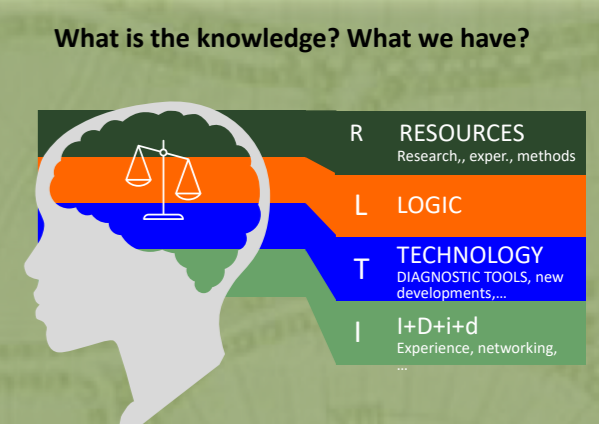 What is the knowledge? What we have?
R RESOURCES
Research,, exper., methods
L LOGIC
T TECHNOLOGY
DIAGNOSTIC TOOLS, new
developments,...
I I+D+i+d
Experience, networking,
...